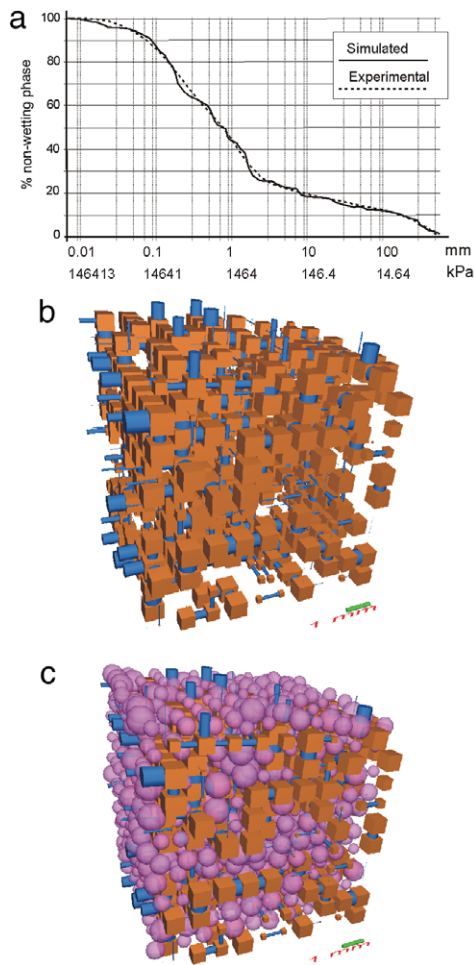 a
100
80
60
40
20
0
% non-wetting phase
Simulated
Experimental
0.01 0.1 1 10 100 mm
146413 14641 1464 146.4 14.64 kPa
b
c